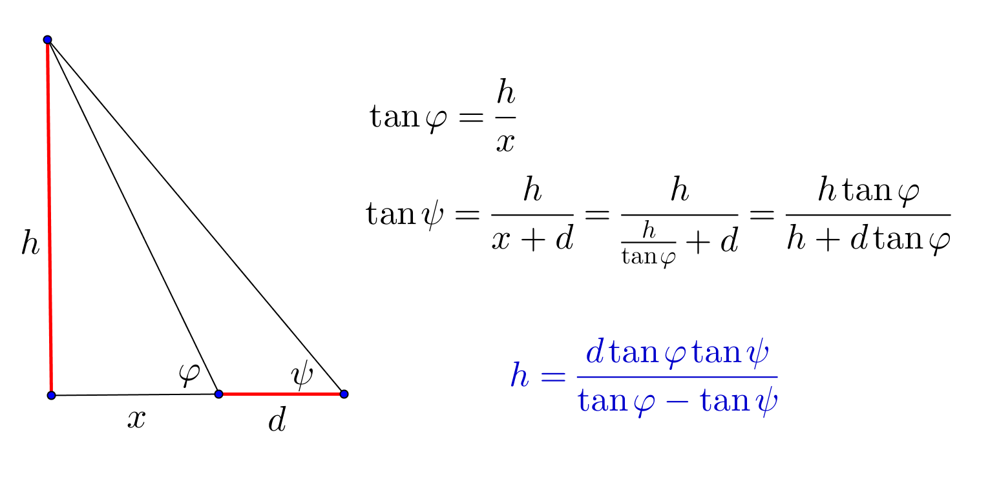 tan φ = h/x
tan ψ = h/(x + d) = h/(h/(tan φ) + d) = (h tan φ)/(h + d tan φ)
h
φ ψ
h = (d tan φ tan ψ)/(tan φ − tan ψ)
x d